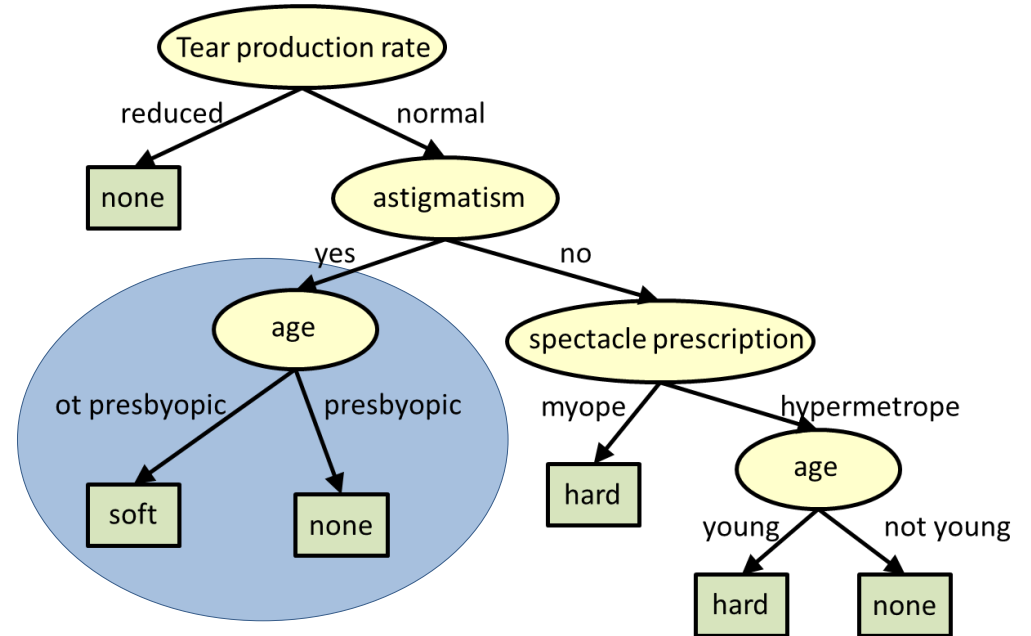 Tear production rate
reduced
normal
none
astigmatism
yes
no
age
spectacle prescription
ot presbyopic
presbyopic
myope
hypermetrope
soft
none
hard
age
young
not young
hard
none